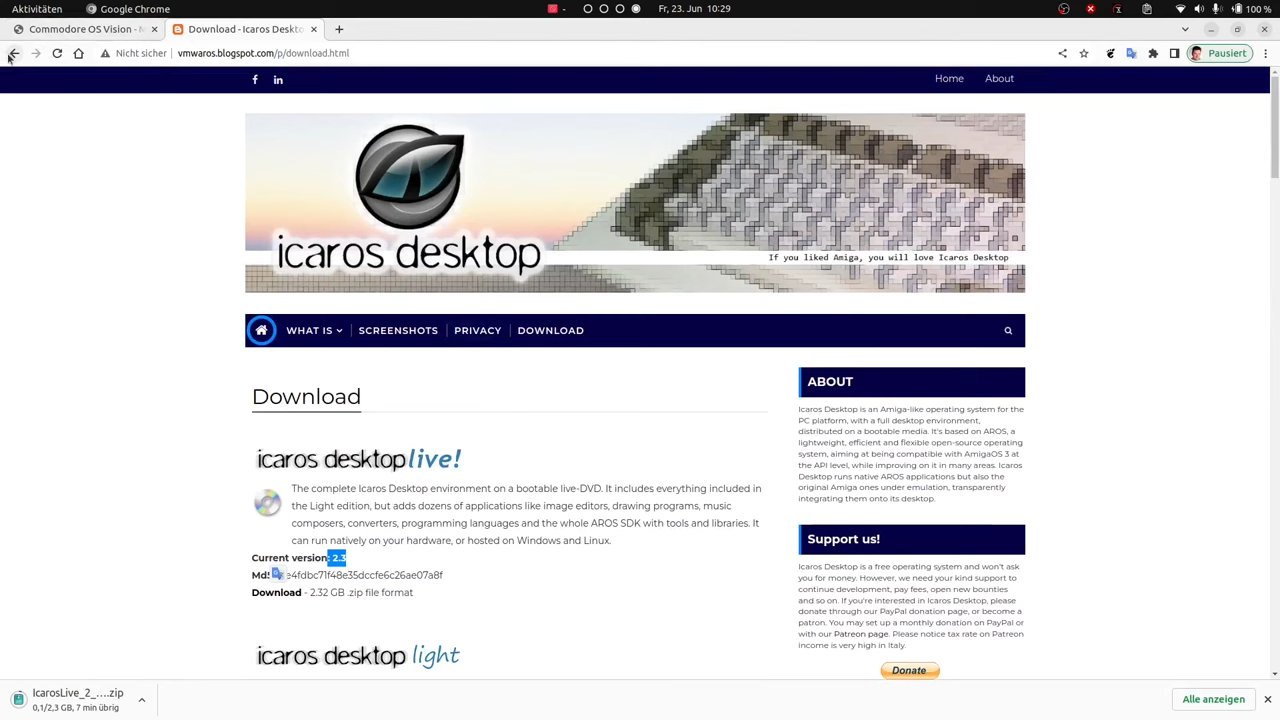 Aktivitäten
Google Chrome
Fr, 23. Jun 10:29
100 %
Commodore OS Vision - M
Download - Icaros Deskto
Nicht sicher
vmwaros.blogspot.com/p/download.html
Pausiert
Home
About
icaros desktop
If you liked Amiga, you will love Icaros Desktop
WHAT IS
SCREENSHOTS
PRIVACY
DOWNLOAD
Download
icaros desktop live!
The complete Icaros Desktop environment on a bootable live-DVD. It includes everything included in
the Light edition, but adds dozens of applications like image editors, drawing programs, music
composers, converters, programming languages and the whole AROS SDK with tools and libraries. It
can run natively on your hardware, or hosted on Windows and Linux.
Current version: 2.3
e4fdbc71f48e35dccfe6c26ae07a8f
Download - 2.32 GB .zip file format
icaros desktop light
ABOUT
Icaros Desktop is an Amiga-like operating system for the
PC platform, with a full desktop environment,
distributed on a bootable media. It's based on AROS, a
lightweight, efficient and flexible open-source operating
system, aiming at being compatible with AmigaOS 3 at
the API level, while improving on it in many areas. Icaros
Desktop runs native AROS applications but also the
original Amiga ones under emulation, transparently
integrating them onto its desktop.
Support us!
Icaros Desktop is a free operating system and won't ask
you for money. However, we need your kind support to
continue development, pay fees, open new bounties
and so on. If you're interested in Icaros Desktop, please
donate through our PayPal donation page, or become a
patron. You may set up a monthly donation on PayPal or
with our Patreon page. Please notice tax rate on Patreon
income is very high in Italy.
Donate
IcarosLive_2_....zip
0,1/2,3 GB, 7 min übrig
Alle anzeigen